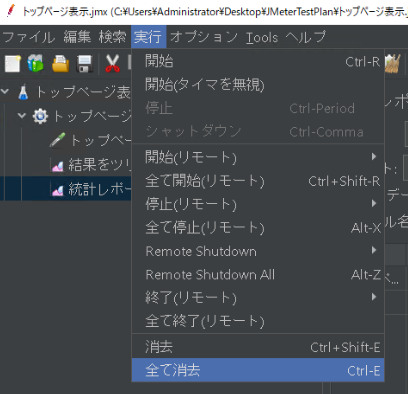 トップページ表示.jmx (C:¥Users¥Administrator¥Desktop¥JMeterTestPlan¥トップページ表示.
ファイル 編集 検索 実行 オプション Tools ヘルプ
トップページ表
トップページ
トップペー
結果をツリ
統計レポー
開始 Ctrl-R
開始(タイマを無視)
停止 Ctrl-Period
シャットダウン Ctrl-Comma
開始(リモート)
全て開始(リモート) Ctrl+Shift-R
停止(リモート)
全て停止(リモート) Alt-X
Remote Shutdown
Remote Shutdown All Alt-Z
終了(リモート)
全て終了(リモート)
消去 Ctrl+Shift-E
全て消去 Ctrl-E
レポ
ト:
デー
ル名
ベ...